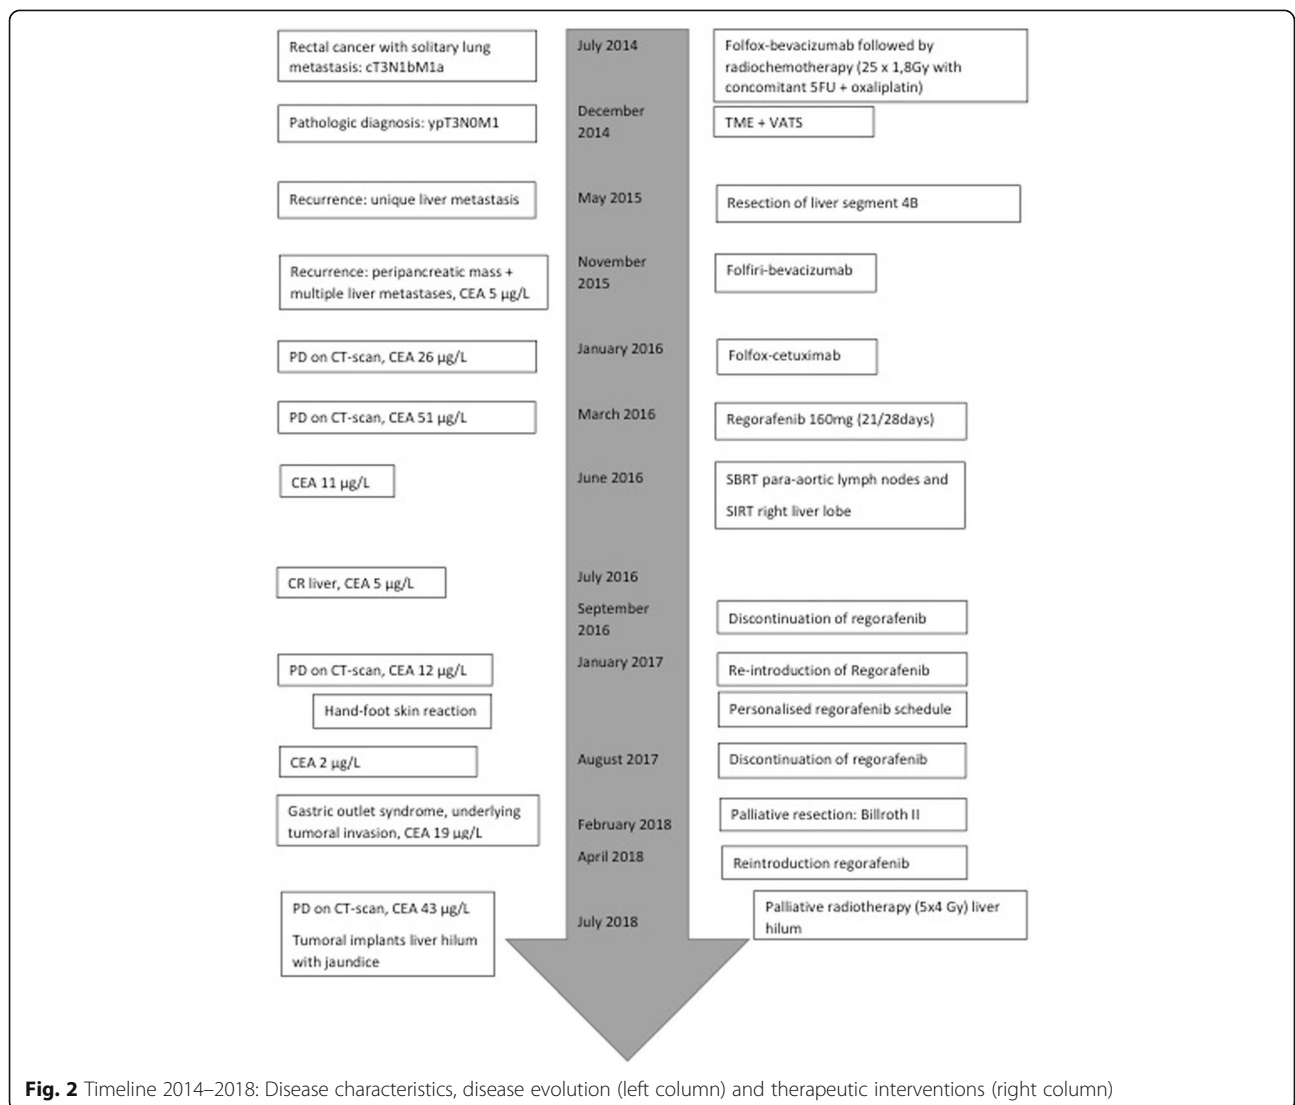 July 2014
Rectal cancer with solitary lung
metastasis: cT3N1bM1a
Folfox-bevacizumab followed by
radiochemotherapy (25 x 1,8Gy with
concomitant 5FU + oxaliplatin)
December
2014
Pathologic diagnosis: ypT3N0M1
TME + VATS
May 2015
Recurrence: unique liver metastasis
Resection of liver segment 4B
November
2015
Recurrence: peripancreatic mass +
multiple liver metastases, CEA 5 µg/L
Folfiri-bevacizumab
January 2016
PD on CT-scan, CEA 26 µg/L
Folfox-cetuximab
March 2016
PD on CT-scan, CEA 51 µg/L
Regorafenib 160mg (21/28days)
June 2016
CEA 11 µg/L
SBRT para-aortic lymph nodes and
SIRT right liver lobe
July 2016
CR liver, CEA 5 µg/L
September
2016
Discontinuation of regorafenib
January 2017
PD on CT-scan, CEA 12 µg/L
Re-introduction of Regorafenib
Hand-foot skin reaction
Personalised regorafenib schedule
August 2017
CEA 2 µg/L
Discontinuation of regorafenib
February 2018
Gastric outlet syndrome, underlying
tumoral invasion, CEA 19 µg/L
Palliative resection: Billroth II
April 2018
Reintroduction regorafenib
July 2018
PD on CT-scan, CEA 43 µg/L
Tumoral implants liver hilum
with jaundice
Palliative radiotherapy (5x4 Gy) liver
hilum
Fig. 2 Timeline 2014–2018: Disease characteristics, disease evolution (left column) and therapeutic interventions (right column)